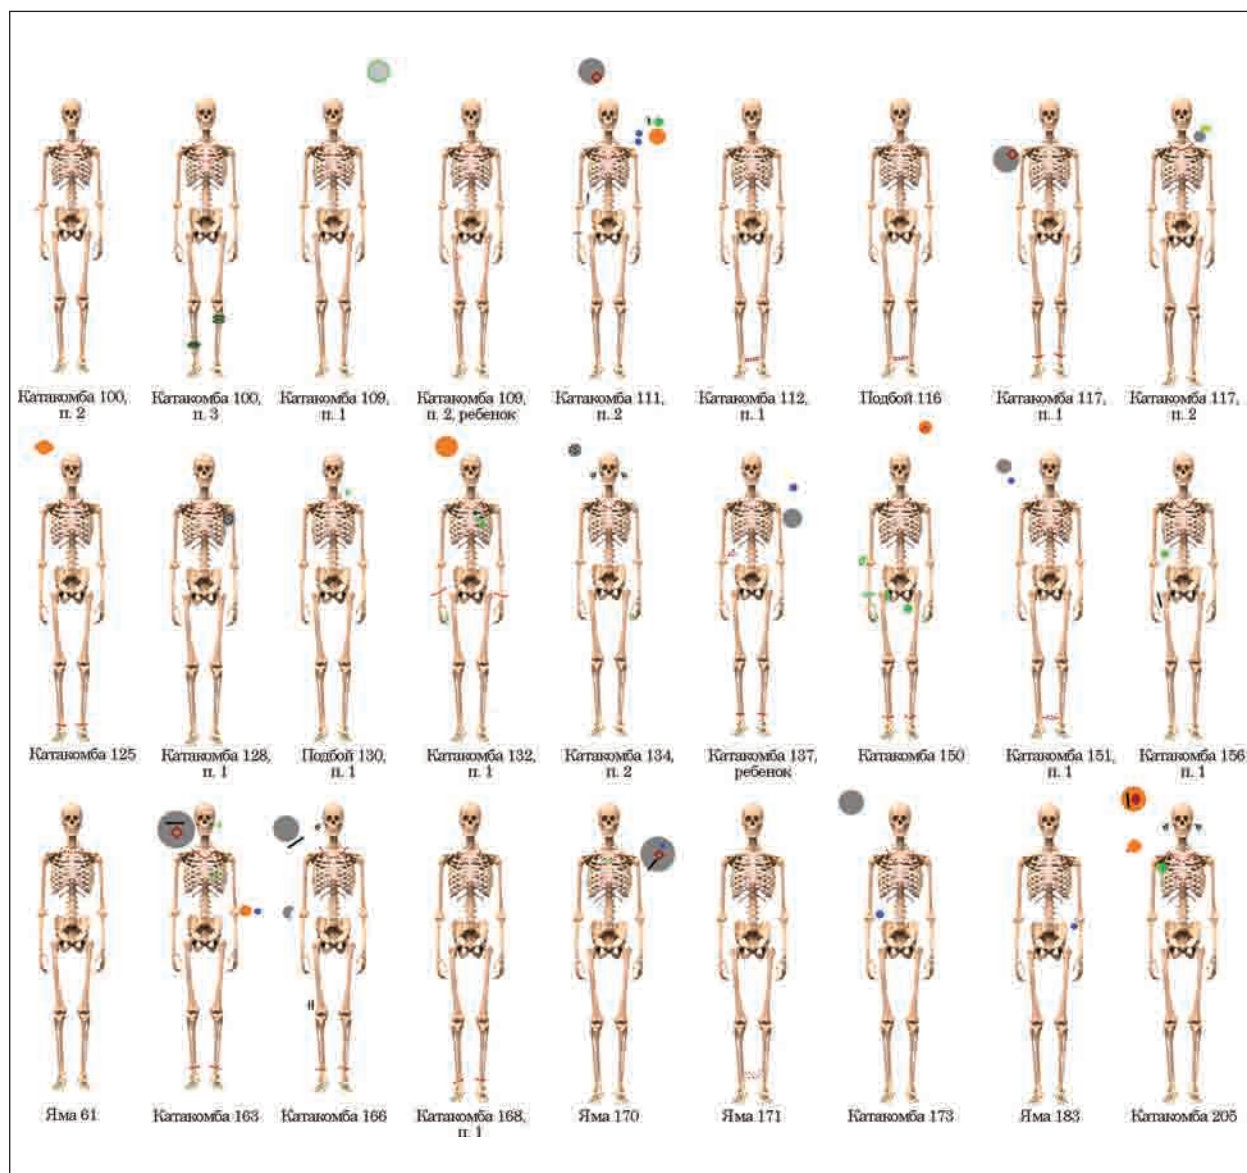 Катакомба 100,
п. 2
Катакомба 100,
п. 3
Катакомба 109,
п. 1
Катакомба 109,
п. 2, ребенок
Катакомба 111,
п. 2
Катакомба 112,
п. 1
Подбой 116
Катакомба 117,
п. 1
Катакомба 117,
п. 2
Катакомба 125
Катакомба 128,
п. 1
Подбой 130,
п. 1
Катакомба 132,
п. 1
Катакомба 134,
п. 2
Катакомба 137,
ребенок
Катакомба 150
Катакомба 151,
п. 1
Катакомба 156
п. 1
Яма 61
Катакомба 163
Катакомба 166
Катакомба 168,
п. 1
Яма 170
Яма 171
Катакомба 173
Яма 183
Катакомба 205